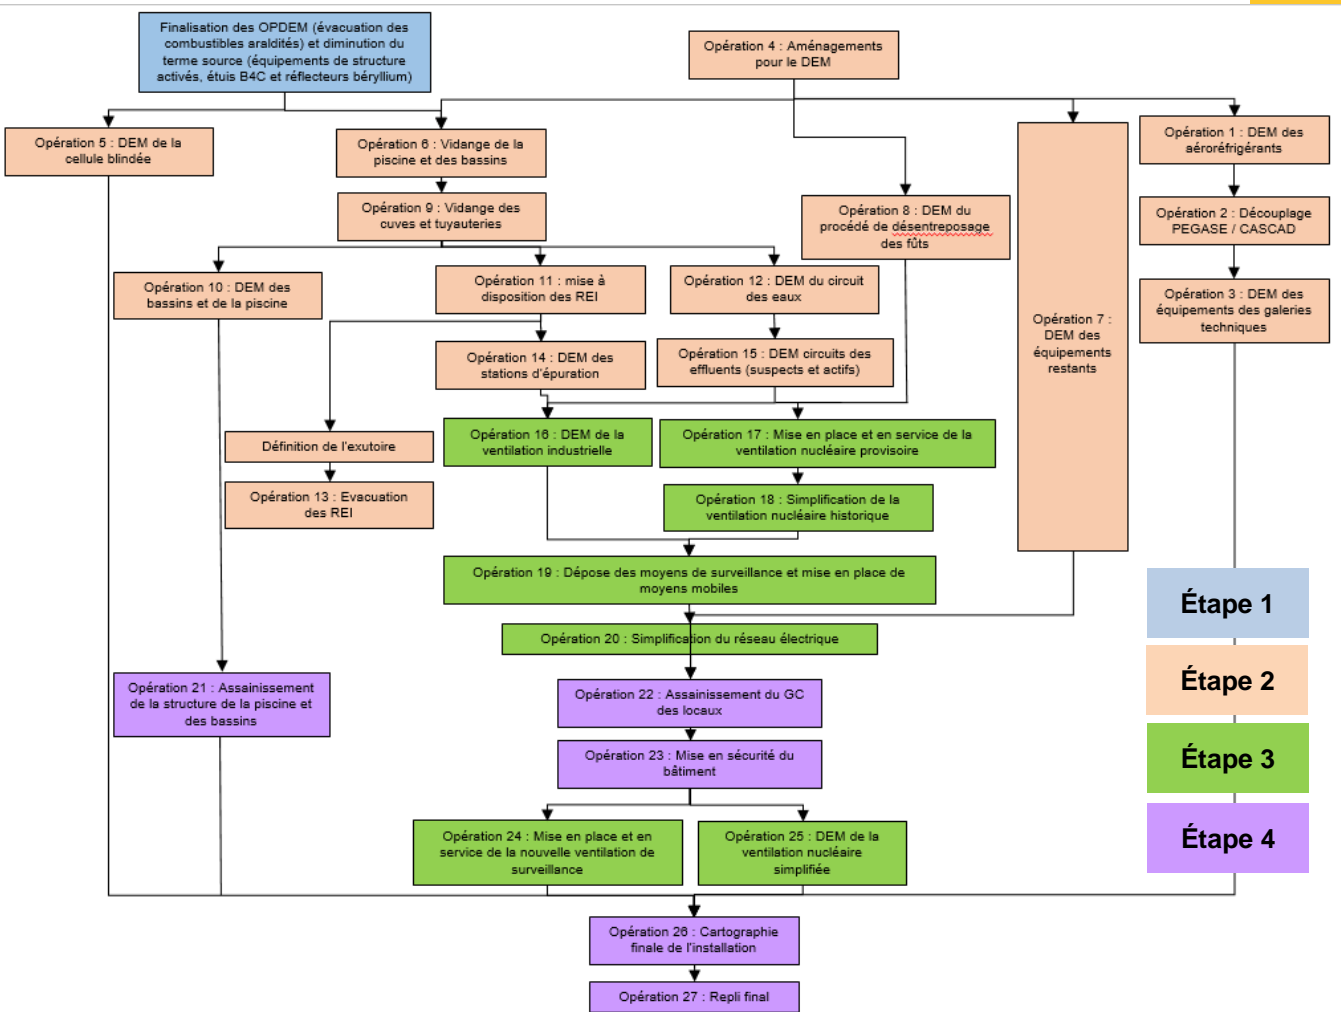 Finalisation des OPDEM (évacuation des
combustibles araldités) et diminution du
terme source (équipements de structure
activés, étuis B4C et réflecteurs béryllium)
Opération 4 : Aménagements
pour le DEM
Opération 5 : DEM de la
cellule blindée
Opération 6 : Vidange de la
piscine et des bassins
Opération 1 : DEM des
aéroréfrigérants
Opération 9 : Vidange des
cuves et tuyauteries
Opération 8 : DEM du
procédé de désentreposage
des fûts
Opération 2 : Découplage
PEGASE / CASCAD
Opération 10 : DEM des
bassins et de la piscine
Opération 11 : mise à
disposition des REI
Opération 12 : DEM du circuit
des eaux
Opération 7 :
DEM des
équipements
restants
Opération 3 : DEM des
équipements des galeries
techniques
Opération 14 : DEM des
stations d'épuration
Opération 15 : DEM circuits des
effluents (suspects et actifs)
Définition de l'exutoire
Opération 16 : DEM de la
ventilation industrielle
Opération 17 : Mise en place et en service de la
ventilation nucléaire provisoire
Opération 13 : Evacuation
des REI
Opération 18 : Simplification de la
ventilation nucléaire historique
Opération 19 : Dépose des moyens de surveillance et mise en place de
moyens mobiles
Opération 20 : Simplification du réseau électrique
Opération 21 : Assainissement
de la structure de la piscine et
des bassins
Opération 22 : Assainissement du GC
des locaux
Opération 23 : Mise en sécurité du
bâtiment
Opération 24 : Mise en place et en
service de la nouvelle ventilation de
surveillance
Opération 25 : DEM de la
ventilation nucléaire
simplifiée
Opération 26 : Cartographie
finale de l'installation
Opération 27 : Repli final
Étape 1
Étape 2
Étape 3
Étape 4